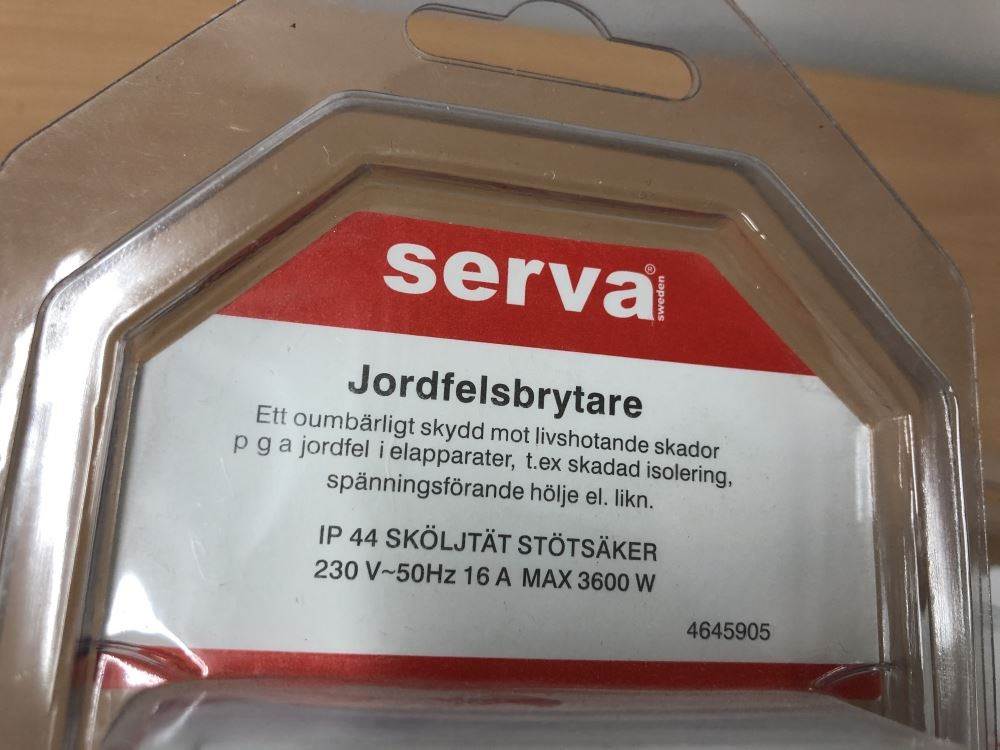 serva®
sweden
Jordfelsbrytare
Ett oumbärligt skydd mot livshotande skador
p g a jordfel i elapparater, t.ex skadad isolering,
spänningsförande hölje el. likn.
IP 44 SKÖLJTÄT STÖTSÄKER
230 V~50Hz 16 A MAX 3600 W
4645905